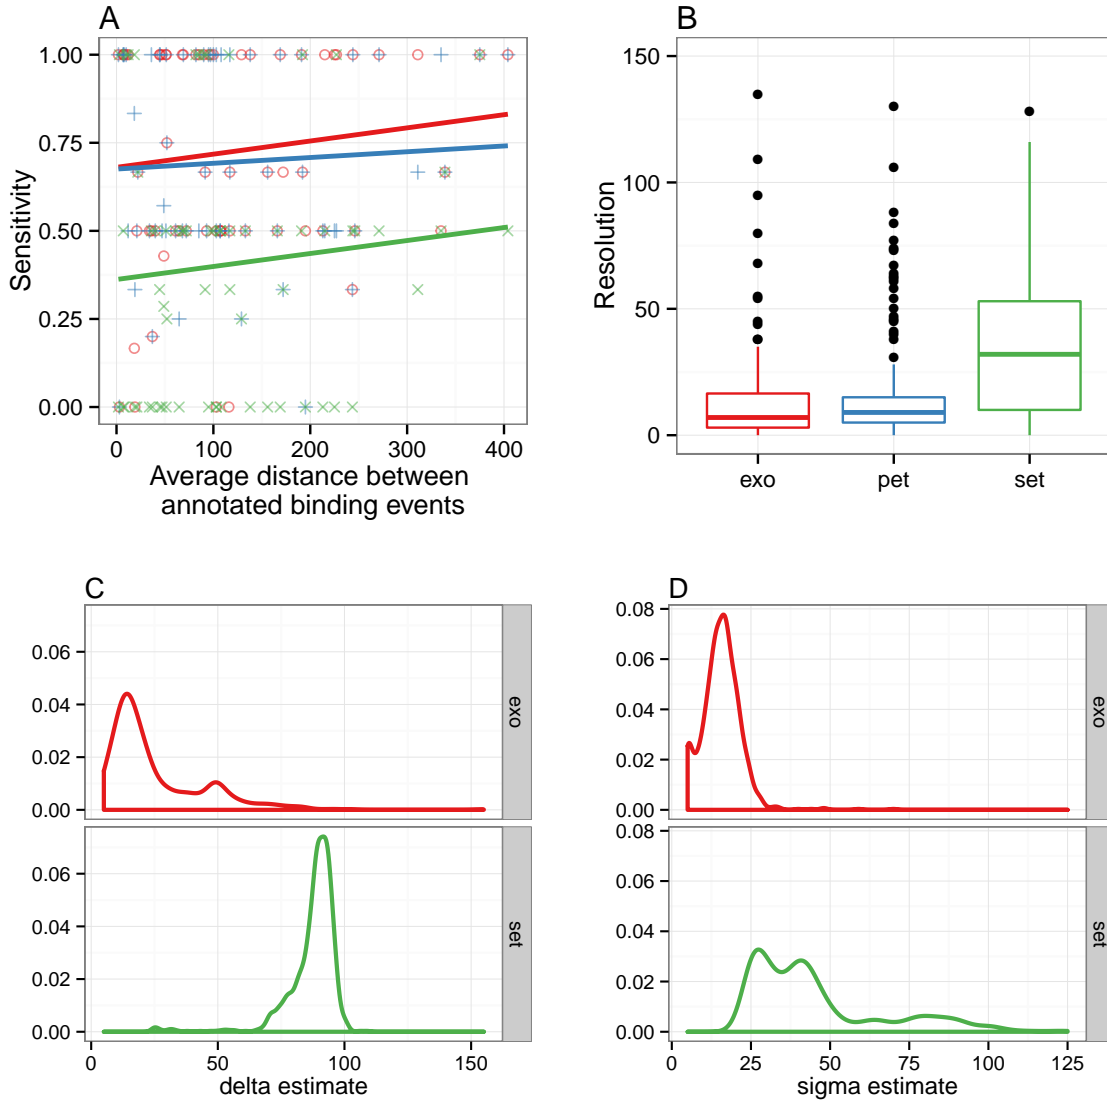 A
Sensitivity
1.00
0.75
0.50
0.25
0.00
0 100 200 300 400
Average distance between
annotated binding events
B
Resolution
150
100
50
0
exo pet set
C
0.06
0.04
0.02
0.00
exo
0.06
0.04
0.02
0.00
set
0 50 100 150
delta estimate
D
0.08
0.06
0.04
0.02
0.00
exo
0.08
0.06
0.04
0.02
0.00
set
0 25 50 75 100 125
sigma estimate